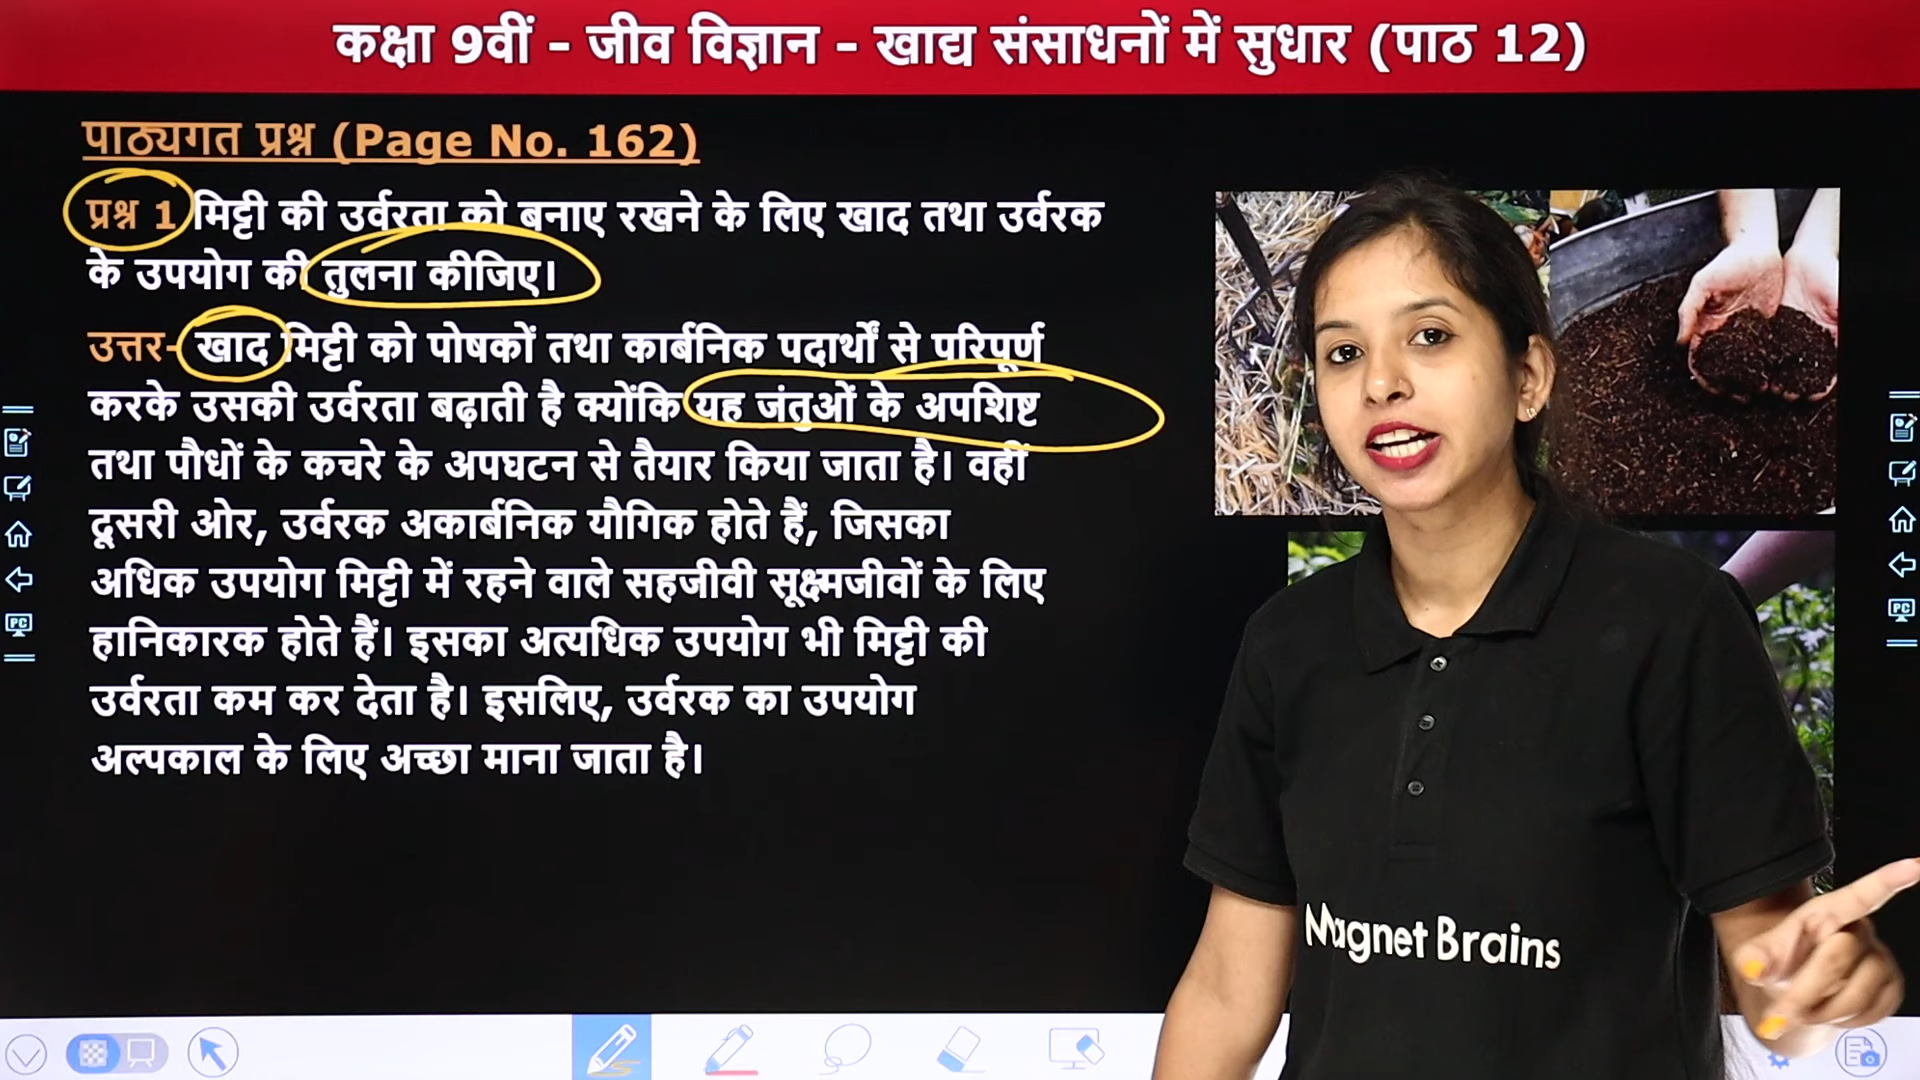 कक्षा 9वीं - जीव विज्ञान - खाद्य संसाधनों में सुधार (पाठ 12)
पाठ्यगत प्रश्न (Page No. 162)
प्रश्न 1 मिट्टी की उर्वरता को बनाए रखने के लिए खाद तथा उर्वरक
के उपयोग की तुलना कीजिए।
उत्तर- खाद मिट्टी को पोषकों तथा कार्बनिक पदार्थों से परिपूर्ण
करके उसकी उर्वरता बढ़ाती है क्योंकि यह जंतुओं के अपशिष्ट
तथा पौधों के कचरे के अपघटन से तैयार किया जाता है। वहीं
दूसरी ओर, उर्वरक अकार्बनिक यौगिक होते हैं, जिसका
अधिक उपयोग मिट्टी में रहने वाले सहजीवी सूक्ष्मजीवों के लिए
हानिकारक होते हैं। इसका अत्यधिक उपयोग भी मिट्टी की
उर्वरता कम कर देता है। इसलिए, उर्वरक का उपयोग
अल्पकाल के लिए अच्छा माना जाता है।
PC
PC
Magnet Brains